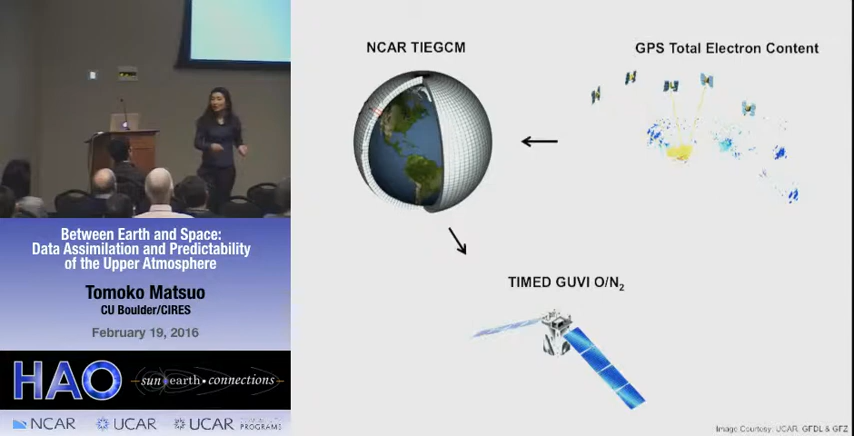 NCAR TIEGCM
GPS Total Electron Content
TIMED GUVI O/N₂
Between Earth and Space:
Data Assimilation and Predictability
of the Upper Atmosphere
Tomoko Matsuo
CU Boulder/CIRES
February 19, 2016
HAO
sun•earth•connections
NCAR
UCAR
UCAR
PROGRAMS
Image Courtesy: UCAR, GFDL & GFZ